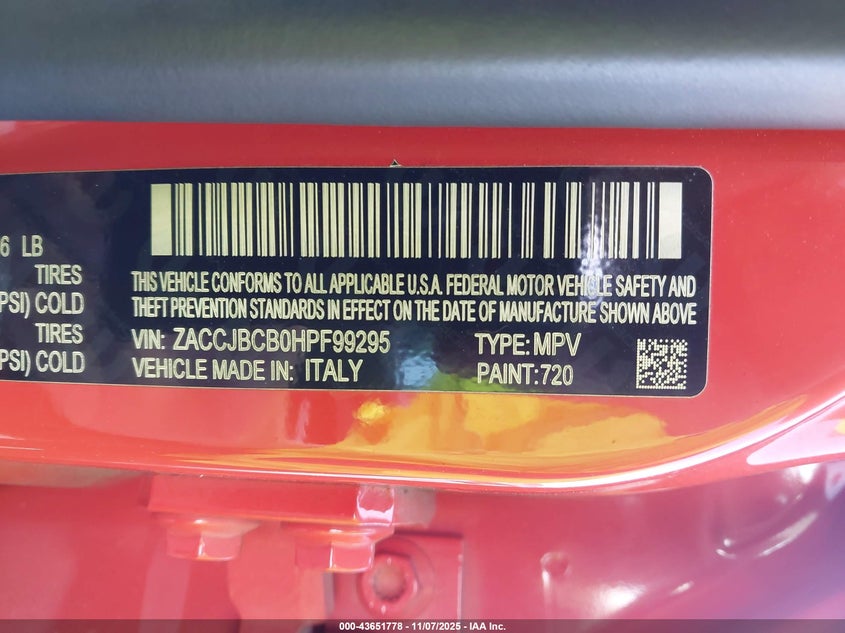 6 LB
TIRES
PSI) COLD
TIRES
PSI) COLD
THIS VEHICLE CONFORMS TO ALL APPLICABLE U.S.A. FEDERAL MOTOR VEHICLE SAFETY AND
THEFT PREVENTION STANDARDS IN EFFECT ON THE DATE OF MANUFACTURE SHOWN ABOVE
VIN: ZACCJBCB0HPF99295 TYPE: MPV
VEHICLE MADE IN: ITALY PAINT: 720
000-43651778 - 11/07/2025 - IAA Inc.